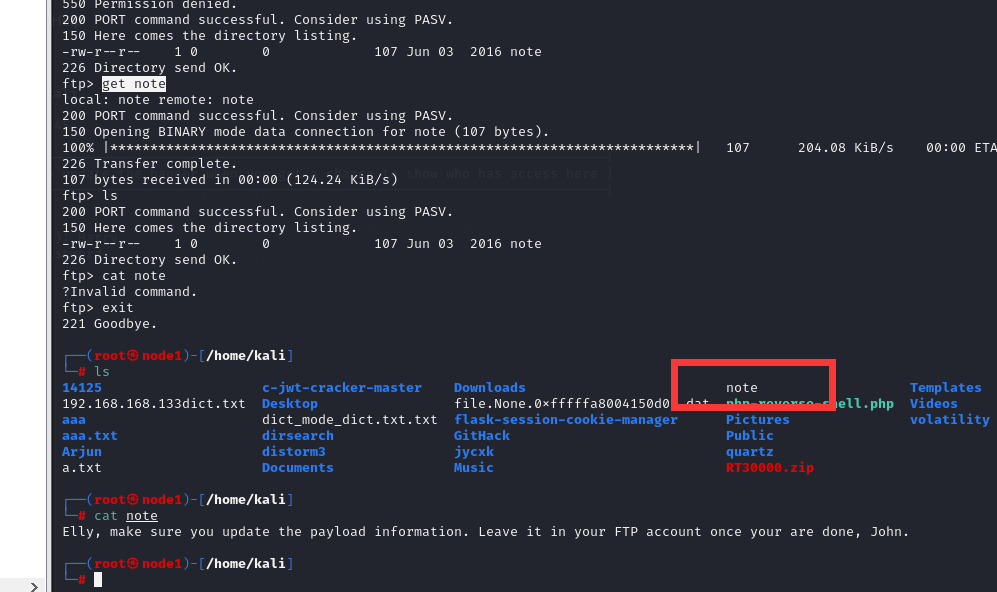 550 Permission denied.
200 PORT command successful. Consider using PASV.
150 Here comes the directory listing.
-rw-r--r-- 1 0 0 107 Jun 03 2016 note
226 Directory send OK.
ftp> get note
local: note remote: note
200 PORT command successful. Consider using PASV.
150 Opening BINARY mode data connection for note (107 bytes).
100% |*************************************************************************| 107 204.08 KiB/s 00:00 ETA
226 Transfer complete.
show who has access here
107 bytes received in 00:00 (124.24 KiB/s)
ftp> ls
200 PORT command successful. Consider using PASV.
150 Here comes the directory listing.
-rw-r--r-- 1 0 0 107 Jun 03 2016 note
226 Directory send OK.
ftp> cat note
?Invalid command.
ftp> exit
221 Goodbye.
┌──(root㉿node1)-[/home/kali]
└─# ls
14125 c-jwt-cracker-master Downloads note Templates
192.168.168.133dict.txt Desktop file.None.0xfffffa8004150d0 .dat php-reverse-shell.php Videos
aaa dict_mode_dict.txt.txt flask-session-cookie-manager Pictures volatility
aaa.txt dirsearch GitHack Public
Arjun distorm3 jycxk quartz
a.txt Documents Music RT30000.zip
┌──(root㉿node1)-[/home/kali]
└─# cat note
Elly, make sure you update the payload information. Leave it in your FTP account once your are done, John.
┌──(root㉿node1)-[/home/kali]
└─#